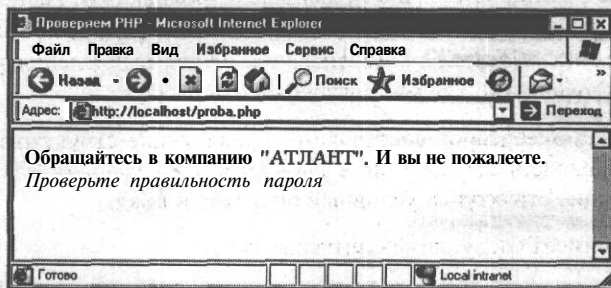 Проверяем PHP - Microsoft Internet Explorer
Файл Правка Вид Избранное Сервис Справка
Назад Поиск Избранное »
Адрес: http://localhost/proba.php Переход
Обращайтесь в компанию "АТЛАНТ". И вы не пожалеете.
Проверьте правильность пароля
Готово Local intranet